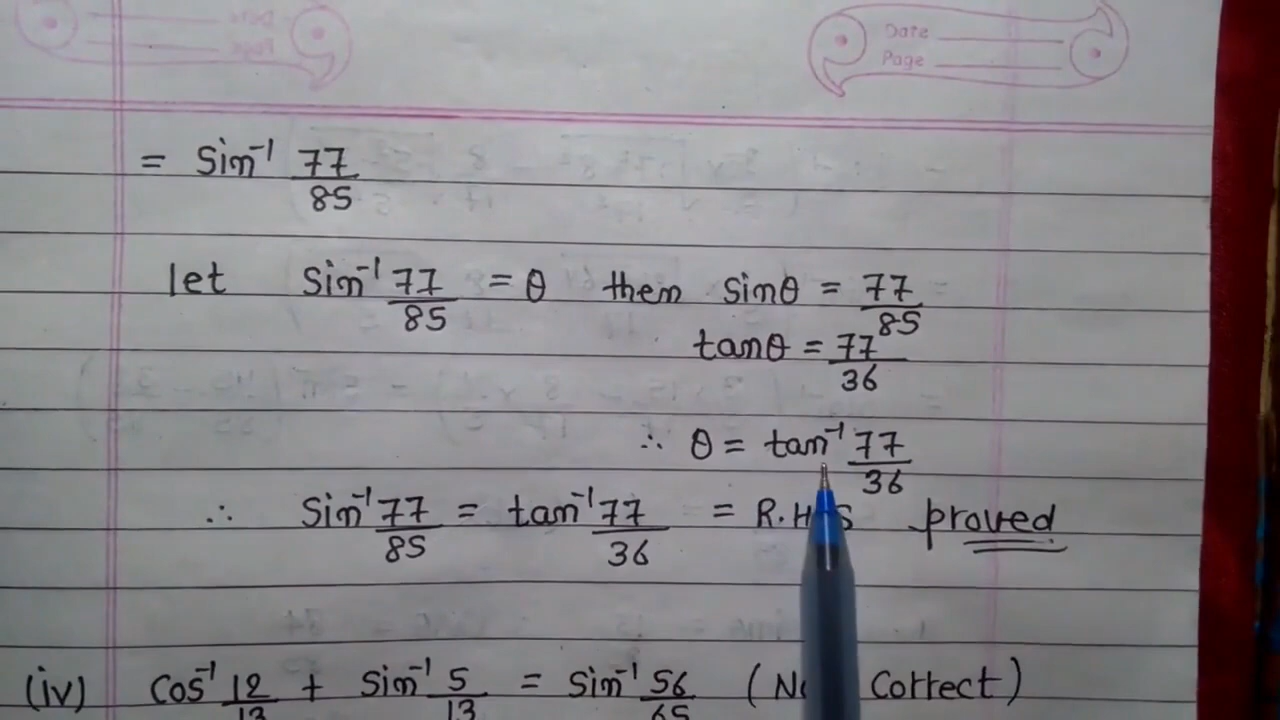 Date
Page
= Sin⁻¹ 77/85
let Sin⁻¹ 77/85 = θ then sinθ = 77/85
tanθ = 77/36
∴ θ = tan⁻¹ 77/36
∴ Sin⁻¹ 77/85 = tan⁻¹ 77/36 = R.H.S proved
(iv) Cos⁻¹ 12/13 + Sin⁻¹ 5/13 = Sin⁻¹ 56/65 ( Correct)